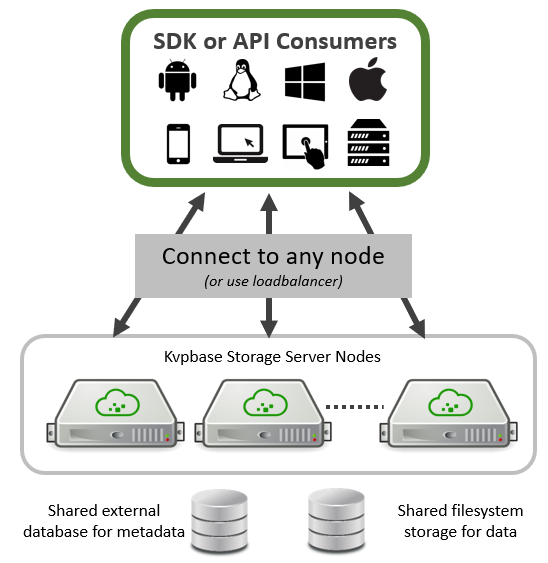 SDK or API Consumers
Connect to any node
(or use loadbalancer)
Kvpbase Storage Server Nodes
Shared external
database for metadata
Shared filesystem
storage for data